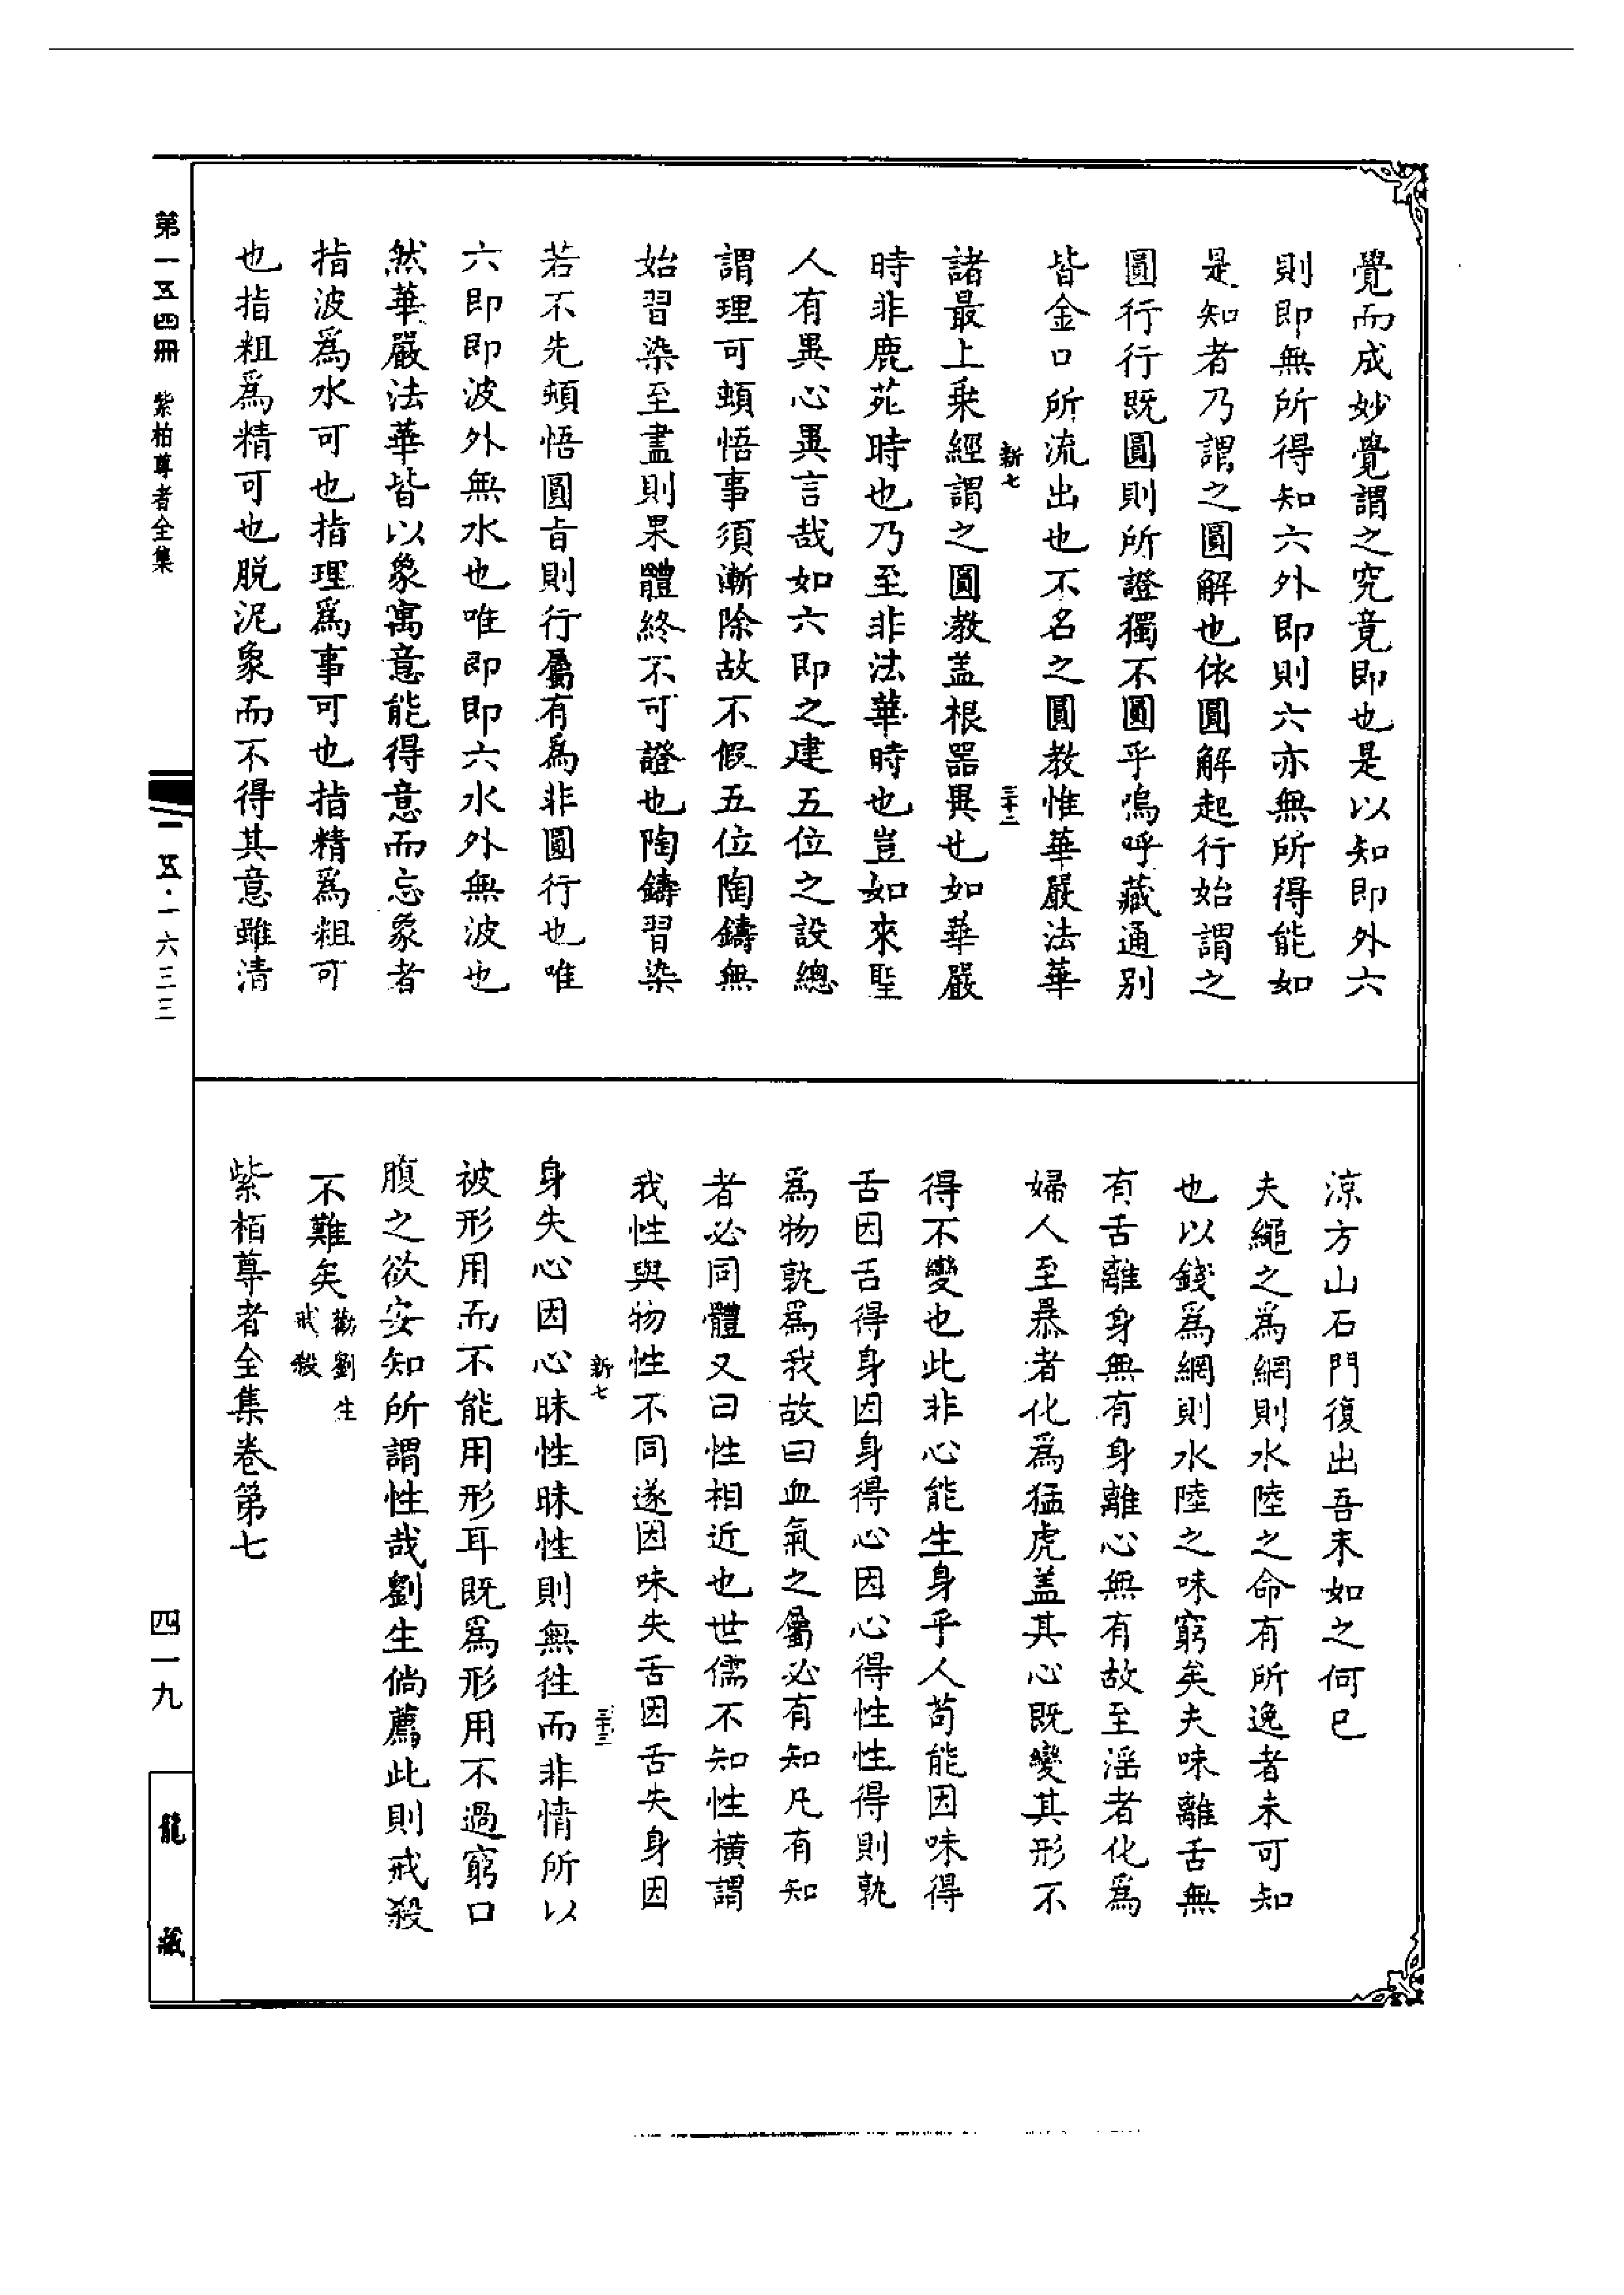 覺而成妙覺謂之究竟即也是以知即外六
則即無所得知六外即則六亦無所得能如
是知者乃謂之圓解也依圓解起行始謂之
圓行行既圓則所證獨不圓乎嗚呼藏通別
皆金口所流出也不名之圓教惟華嚴法華
新七
三十二
諸最上乗經謂之圓教盖根器異也如華嚴
時非鹿苑時也乃至非法華時也豈如來聖
人有異心異言哉如六即之建五位之設總
謂理可頓悟事須漸除故不假五位陶鑄無
始習染至盡則果體終不可證也陶鑄習染
若不先頓悟圓旨則行屬有為非圓行也唯
六即即波外無水也唯即即六水外無波也
然華嚴法華皆以象寓意能得意而忘象者
指波爲水可也指理爲事可也指精爲粗可
也指粗爲精可也脫泥象而不得其意雖清
涼方山石門復出吾末如之何已
夫繩之爲網則水陸之命有所逸者未可知
也以錢爲網則水陸之味窮矣夫味離舌無
有舌離身無有身離心無有故至淫者化爲
婦人至暴者化爲猛虎盖其心既變其形不
得不變也此非心能生身乎人苟能因味得
舌因舌得身因身得心因心得性性得則孰
爲物孰爲我故曰血氣之屬必有知凡有知
者必同體又曰性相近也世儒不知性橫謂
我性與物性不同遂因味失舌因舌失身因
新七
三十三
身失心因心昧性昧性則無徃而非情所以
被形用而不能用形耳既爲形用不過窮口
腹之欲安知所謂性哉劉生倘薦此則戒殺
不難矣
勸劉生
戒殺
紫栢尊者全集卷第七
第一五四冊
紫柏尊者全集
一五·一六三三
四一九
龍藏